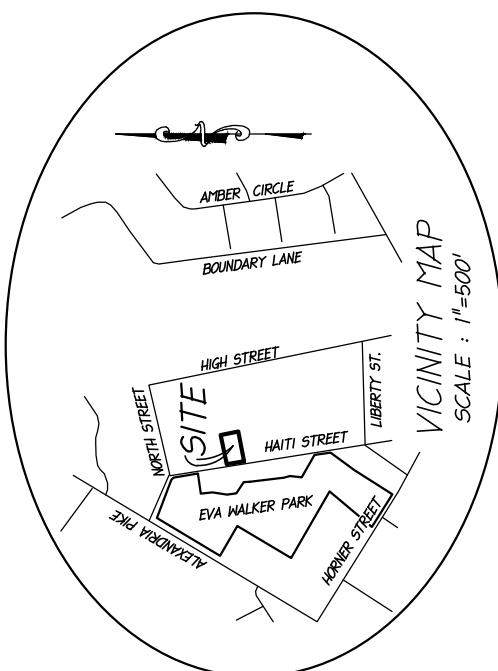 AMBER CIRCLE
BOUNDARY LANE
HIGH STREET
NORTH STREET
SITE
HAITI STREET
LIBERTY ST.
EVA WALKER PARK
ALEXANDRIA PIKE
HORNER STREET
VICINITY MAP
SCALE : 1"=500'